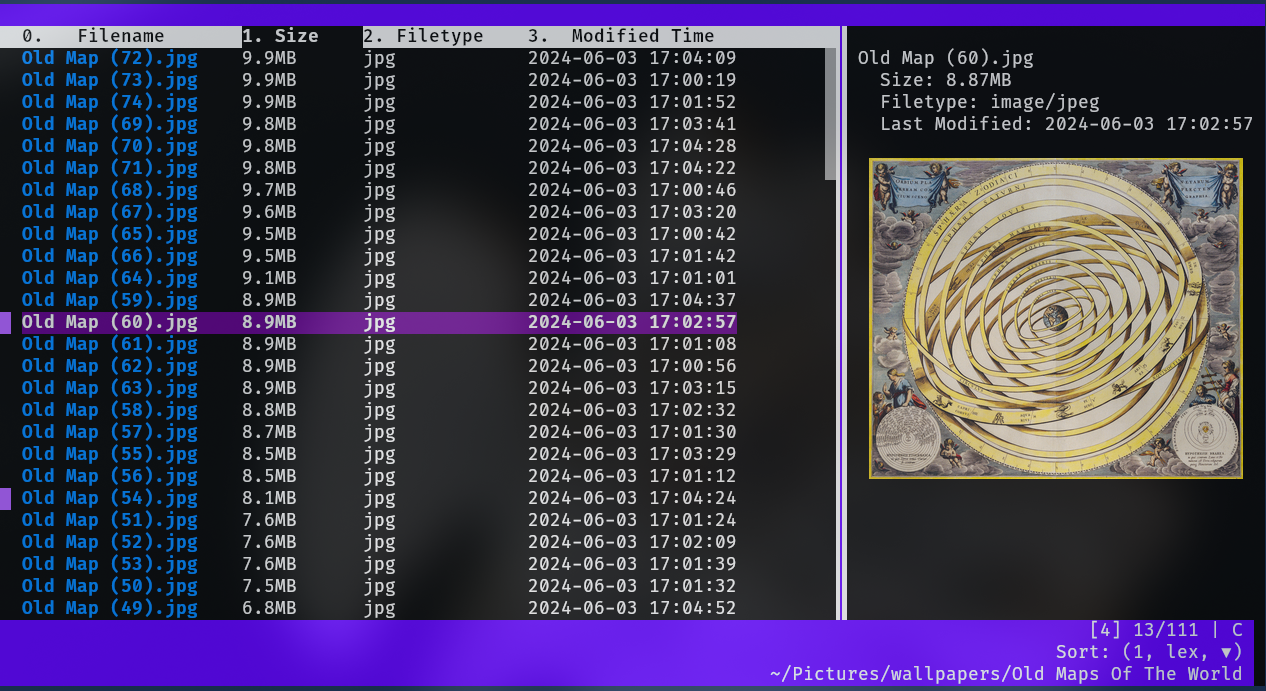 0. Filename 1. Size 2. Filetype 3. Modified Time
Old Map (72).jpg 9.9MB jpg 2024-06-03 17:04:09
Old Map (73).jpg 9.9MB jpg 2024-06-03 17:00:19
Old Map (74).jpg 9.9MB jpg 2024-06-03 17:01:52
Old Map (69).jpg 9.8MB jpg 2024-06-03 17:03:41
Old Map (70).jpg 9.8MB jpg 2024-06-03 17:04:28
Old Map (71).jpg 9.8MB jpg 2024-06-03 17:04:22
Old Map (68).jpg 9.7MB jpg 2024-06-03 17:00:46
Old Map (67).jpg 9.6MB jpg 2024-06-03 17:03:20
Old Map (65).jpg 9.5MB jpg 2024-06-03 17:00:42
Old Map (66).jpg 9.5MB jpg 2024-06-03 17:01:42
Old Map (64).jpg 9.1MB jpg 2024-06-03 17:01:01
Old Map (59).jpg 8.9MB jpg 2024-06-03 17:04:37
Old Map (60).jpg 8.9MB jpg 2024-06-03 17:02:57
Old Map (61).jpg 8.9MB jpg 2024-06-03 17:01:08
Old Map (62).jpg 8.9MB jpg 2024-06-03 17:00:56
Old Map (63).jpg 8.9MB jpg 2024-06-03 17:03:15
Old Map (58).jpg 8.8MB jpg 2024-06-03 17:02:32
Old Map (57).jpg 8.7MB jpg 2024-06-03 17:01:30
Old Map (55).jpg 8.5MB jpg 2024-06-03 17:03:29
Old Map (56).jpg 8.5MB jpg 2024-06-03 17:01:12
Old Map (54).jpg 8.1MB jpg 2024-06-03 17:04:24
Old Map (51).jpg 7.6MB jpg 2024-06-03 17:01:24
Old Map (52).jpg 7.6MB jpg 2024-06-03 17:02:09
Old Map (53).jpg 7.6MB jpg 2024-06-03 17:01:39
Old Map (50).jpg 7.5MB jpg 2024-06-03 17:01:32
Old Map (49).jpg 6.8MB jpg 2024-06-03 17:04:52
Old Map (60).jpg
Size: 8.87MB
Filetype: image/jpeg
Last Modified: 2024-06-03 17:02:57
SPHÆRA ZODIACI
SPHÆRA SATURNI
[4] 13/111 | C
Sort: (1, lex, ▼)
~/Pictures/wallpapers/Old Maps Of The World